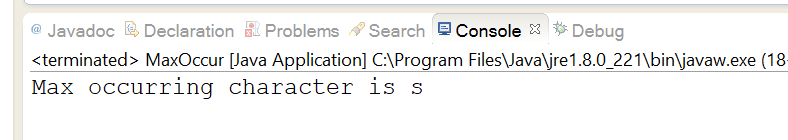 @ Javadoc Declaration Problems Search Console Debug
<terminated> MaxOccur [Java Application] C:\Program Files\Java\jre1.8.0_221\bin\javaw.exe (18-
Max occurring character is s